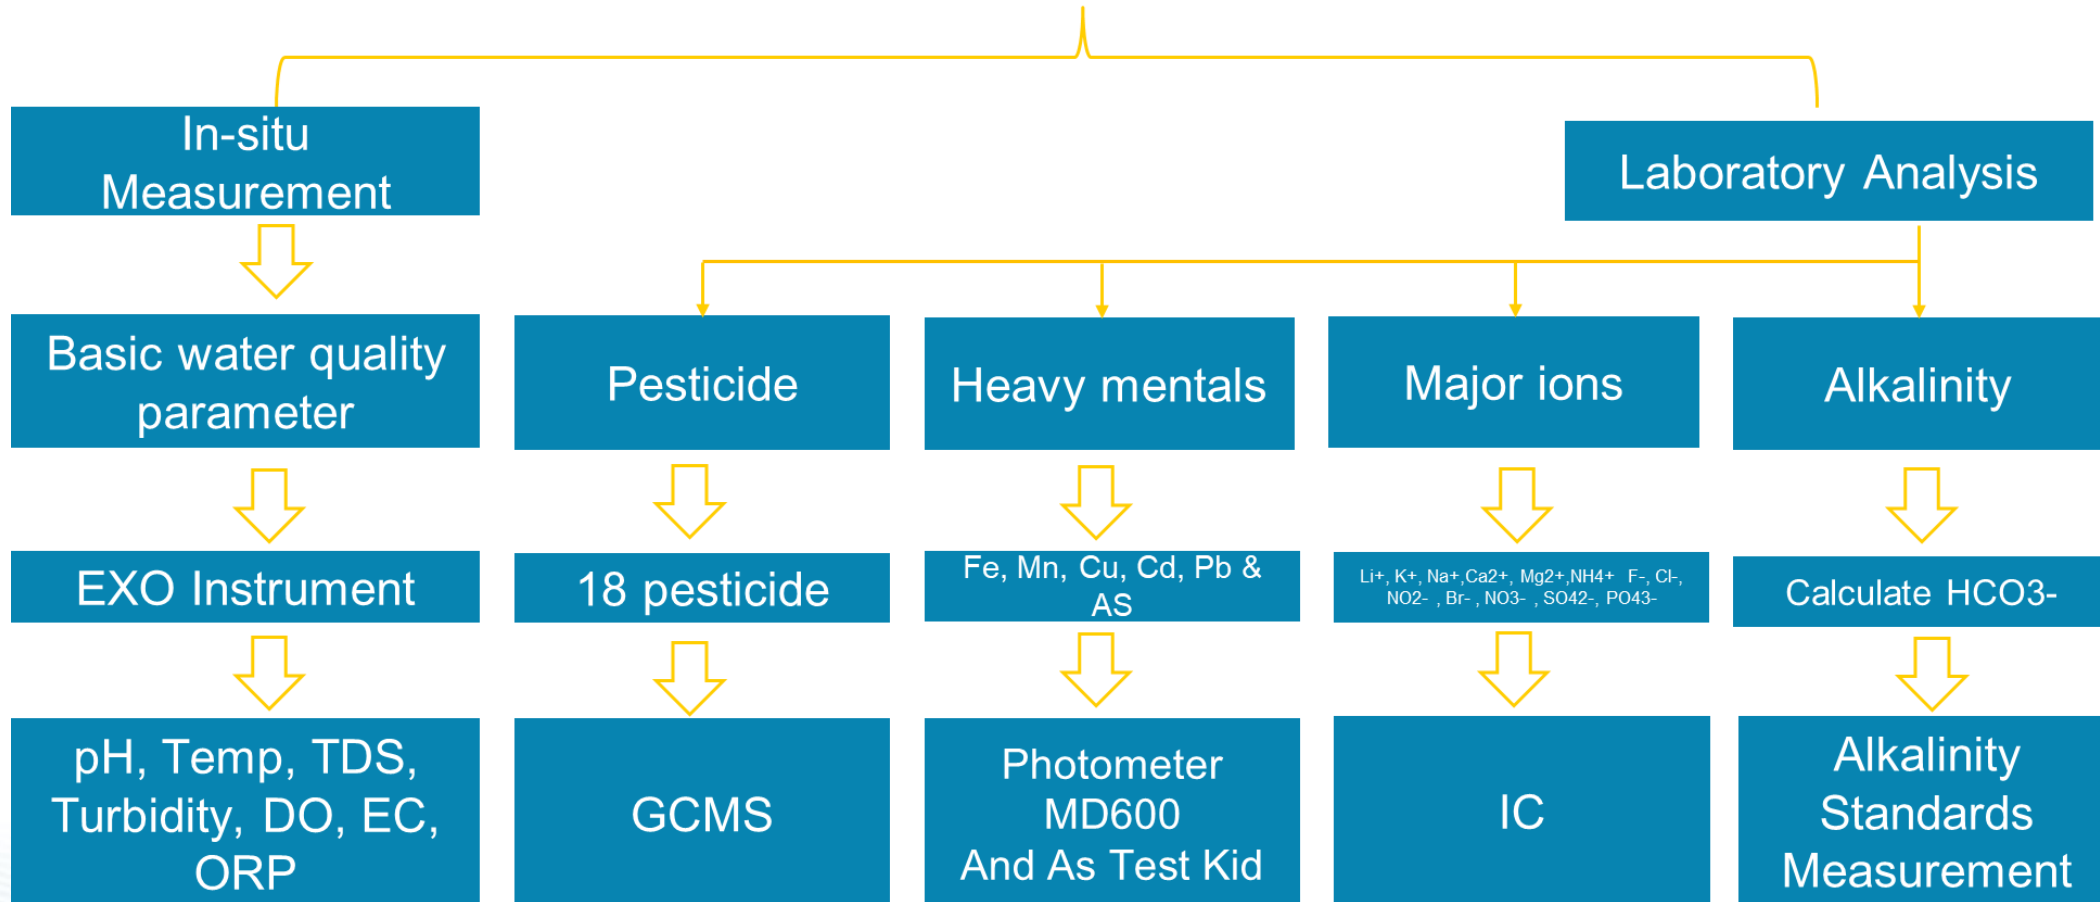 In-situ
Measurement
Laboratory Analysis
Basic water quality
parameter
Pesticide
Heavy mentals
Major ions
Alkalinity
EXO Instrument
18 pesticide
Fe, Mn, Cu, Cd, Pb &
AS
Li+, K+, Na+,Ca2+, Mg2+,NH4+ F-, Cl-,
NO2- , Br- , NO3- , SO42-, PO43-
Calculate HCO3-
pH, Temp, TDS,
Turbidity, DO, EC,
ORP
GCMS
Photometer
MD600
And As Test Kid
IC
Alkalinity
Standards
Measurement